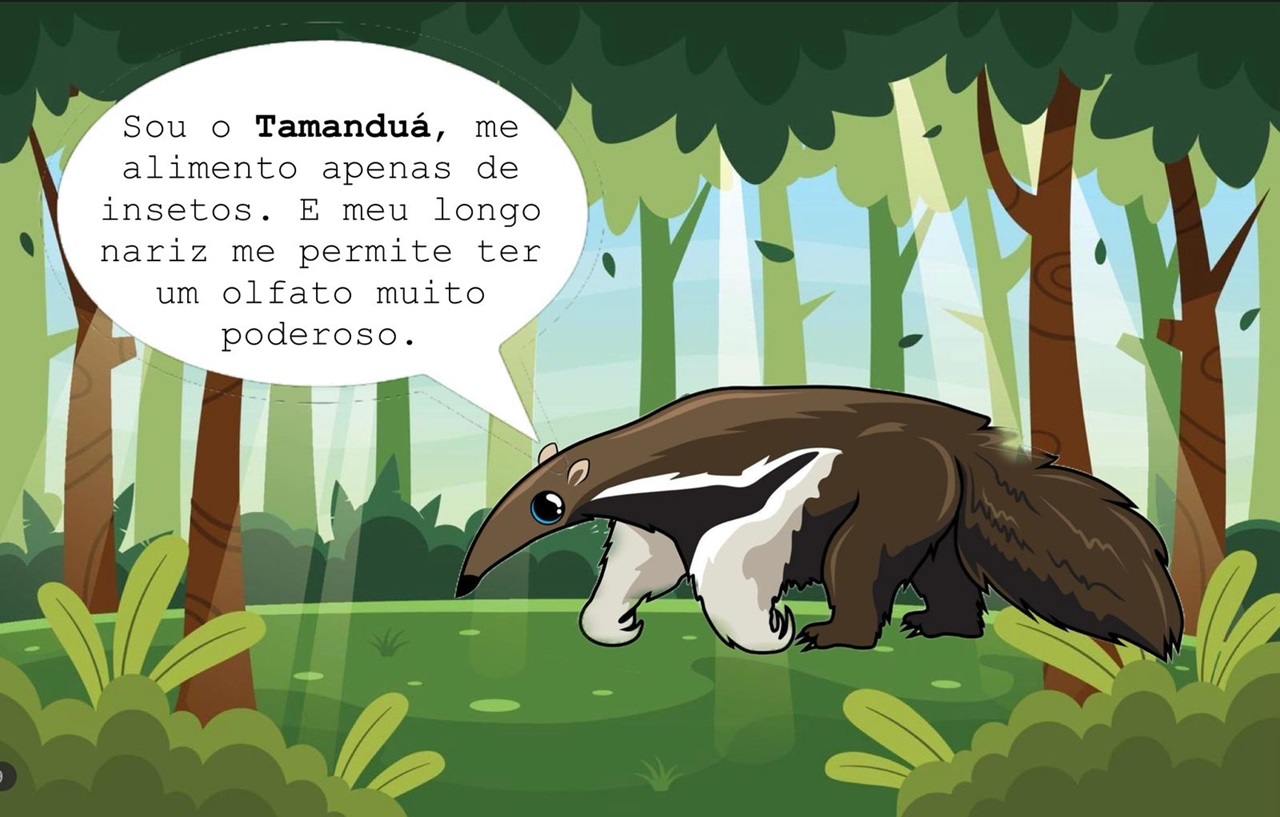 Sou o Tamanduá, me
alimento apenas de
insetos. E meu longo
nariz me permite ter
um olfato muito
poderoso.